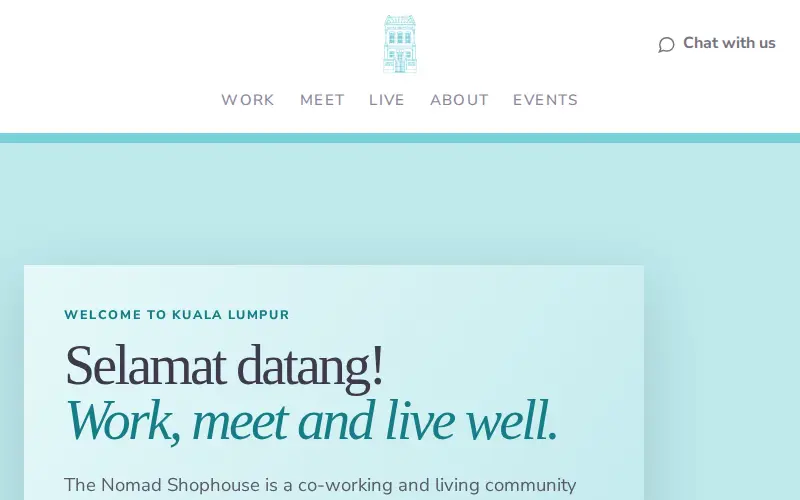 Chat with us
WORK MEET LIVE ABOUT EVENTS
WELCOME TO KUALA LUMPUR
Selamat datang!
Work, meet and live well.
The Nomad Shophouse is a co-working and living community